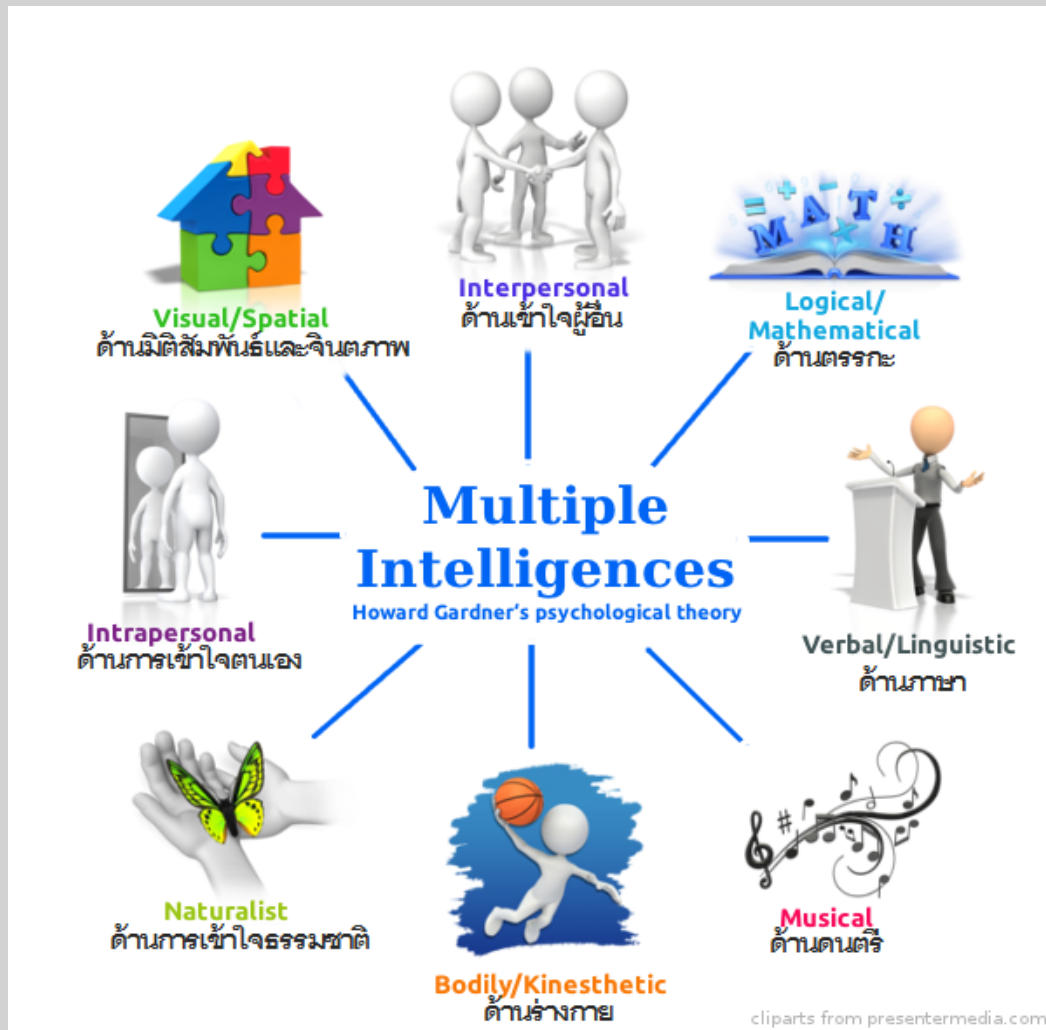 Interpersonal
ด้านเข้าใจผู้อื่น
MATH
Logical/
Mathematical
ด้านตรรกะ
Visual/Spatial
ด้านมิติสัมพันธ์และจินตภาพ
Multiple
Intelligences
Howard Gardner's psychological theory
Intrapersonal
ด้านการเข้าใจตนเอง
Verbal/Linguistic
ด้านภาษา
Naturalist
ด้านการเข้าใจธรรมชาติ
Musical
ด้านดนตรี
Bodily/Kinesthetic
ด้านร่างกาย
cliparts from presentermedia.com